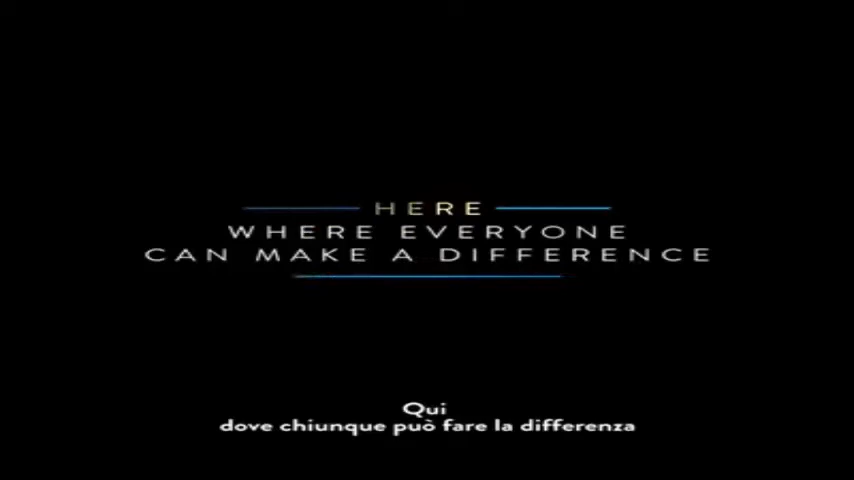 HERE
WHERE EVERYONE
CAN MAKE A DIFFERENCE
Qui
dove chiunque può fare la differenza